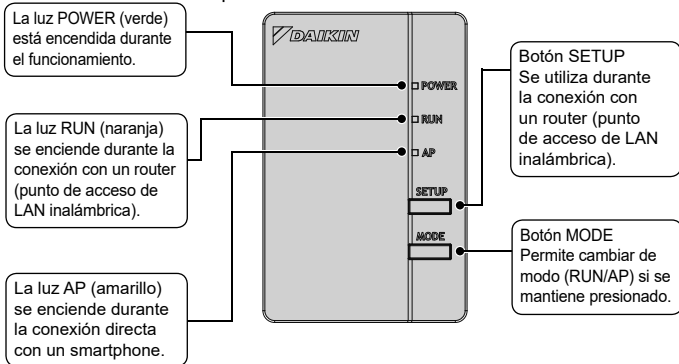 La luz POWER (verde)
está encendida durante
el funcionamiento.
La luz RUN (naranja)
se enciende durante la
conexión con un router
(punto de acceso de
LAN inalámbrica).
La luz AP (amarillo)
se enciende durante
la conexión directa
con un smartphone.
DAIKIN
POWER
RUN
AP
SETUP
MODE
Botón SETUP
Se utiliza durante
la conexión con
un router (punto
de acceso de LAN
inalámbrica).
Botón MODE
Permite cambiar de
modo (RUN/AP) si se
mantiene presionado.